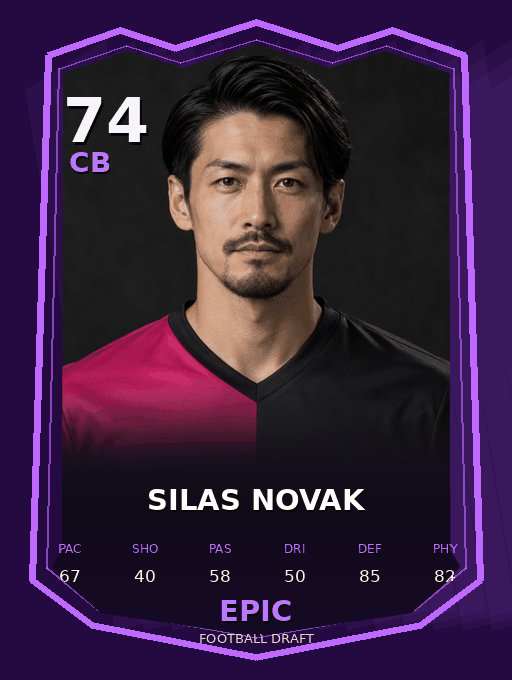 74
CB
SILAS NOVAK
PAC SHO PAS DRI DEF PHY
67 40 58 50 85 82
EPIC
FOOTBALL DRAFT